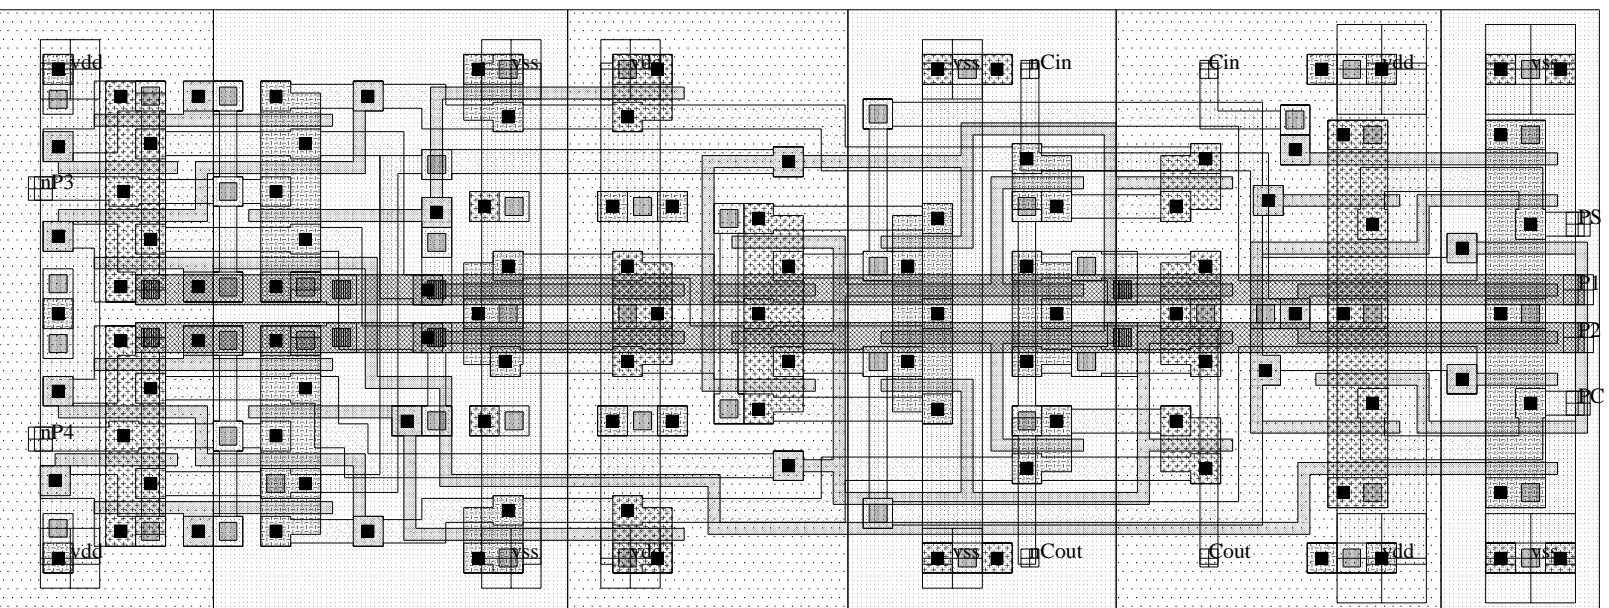 vdd vss vdd vss nCin Cin vdd vss
nP3
PS
P1
P2
PC
nP4
vdd vss vdd vss nCout Cout vdd vss